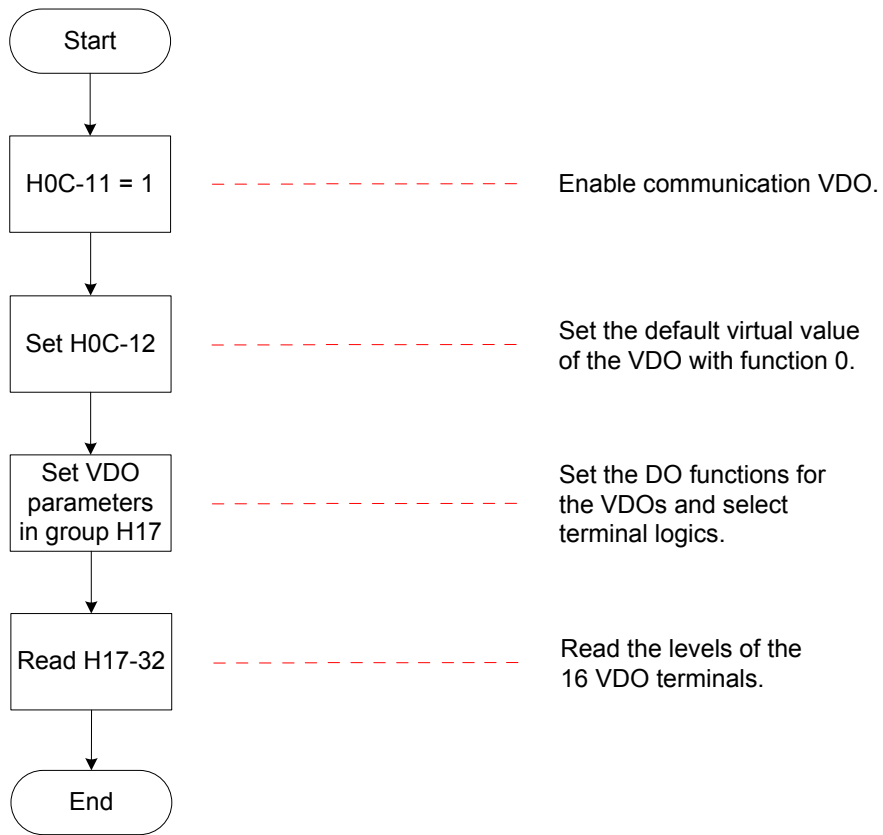 Start
H0C-11 = 1
Enable communication VDO.
Set H0C-12
Set the default virtual value
of the VDO with function 0.
Set VDO
parameters
in group H17
Set the DO functions for
the VDOs and select
terminal logics.
Read H17-32
Read the levels of the
16 VDO terminals.
End